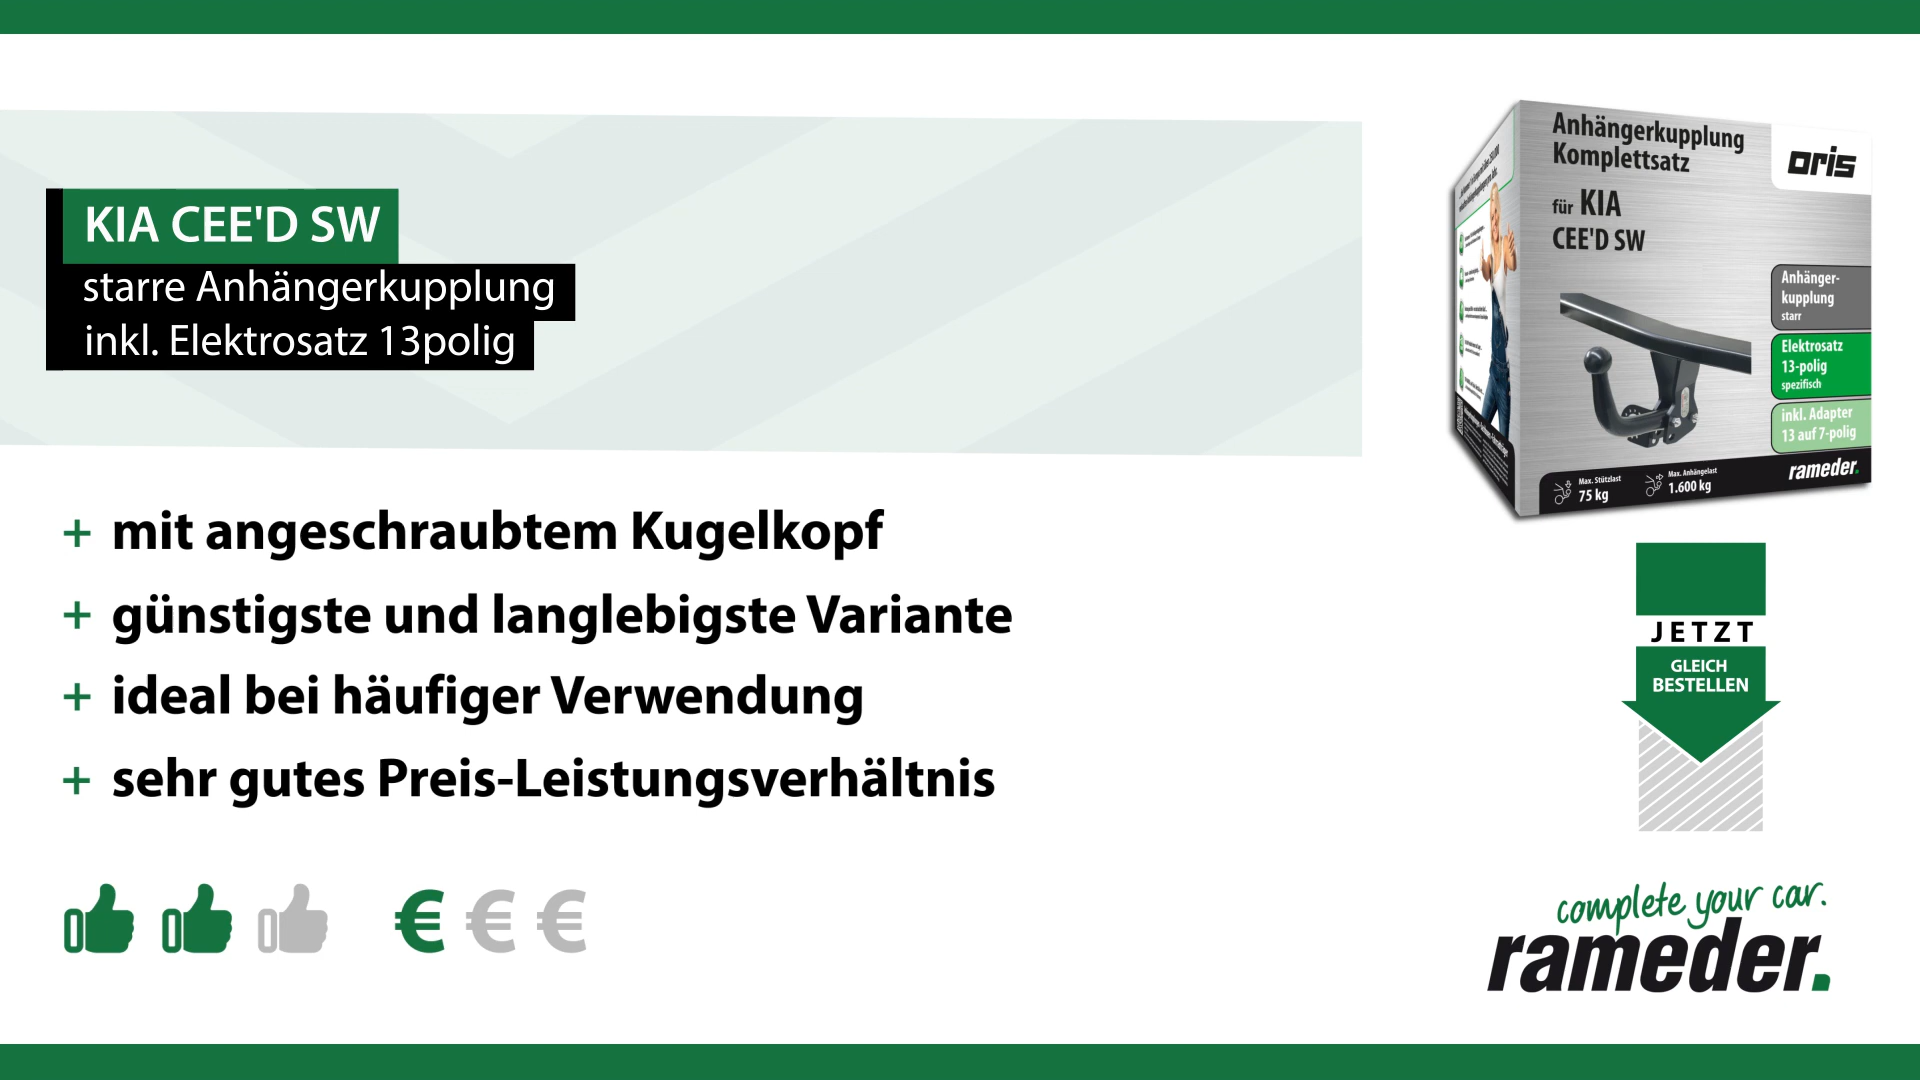 KIA CEE'D SW
starre Anhängerkupplung
inkl. Elektrosatz 13polig
+ mit angeschraubtem Kugelkopf
+ günstigste und langlebigste Variante
+ ideal bei häufiger Verwendung
+ sehr gutes Preis-Leistungsverhältnis
€ € €
Anhängerkupplung
Komplettsatz
oris
für KIA
CEE'D SW
Anhänger-
kupplung
starr
Elektrosatz
13-polig
spezifisch
inkl. Adapter
13 auf 7-polig
rameder.
Max. Stützlast
75 kg
Max. Anhängelast
1.600 kg
JETZT
GLEICH
BESTELLEN
complete your car.
rameder.